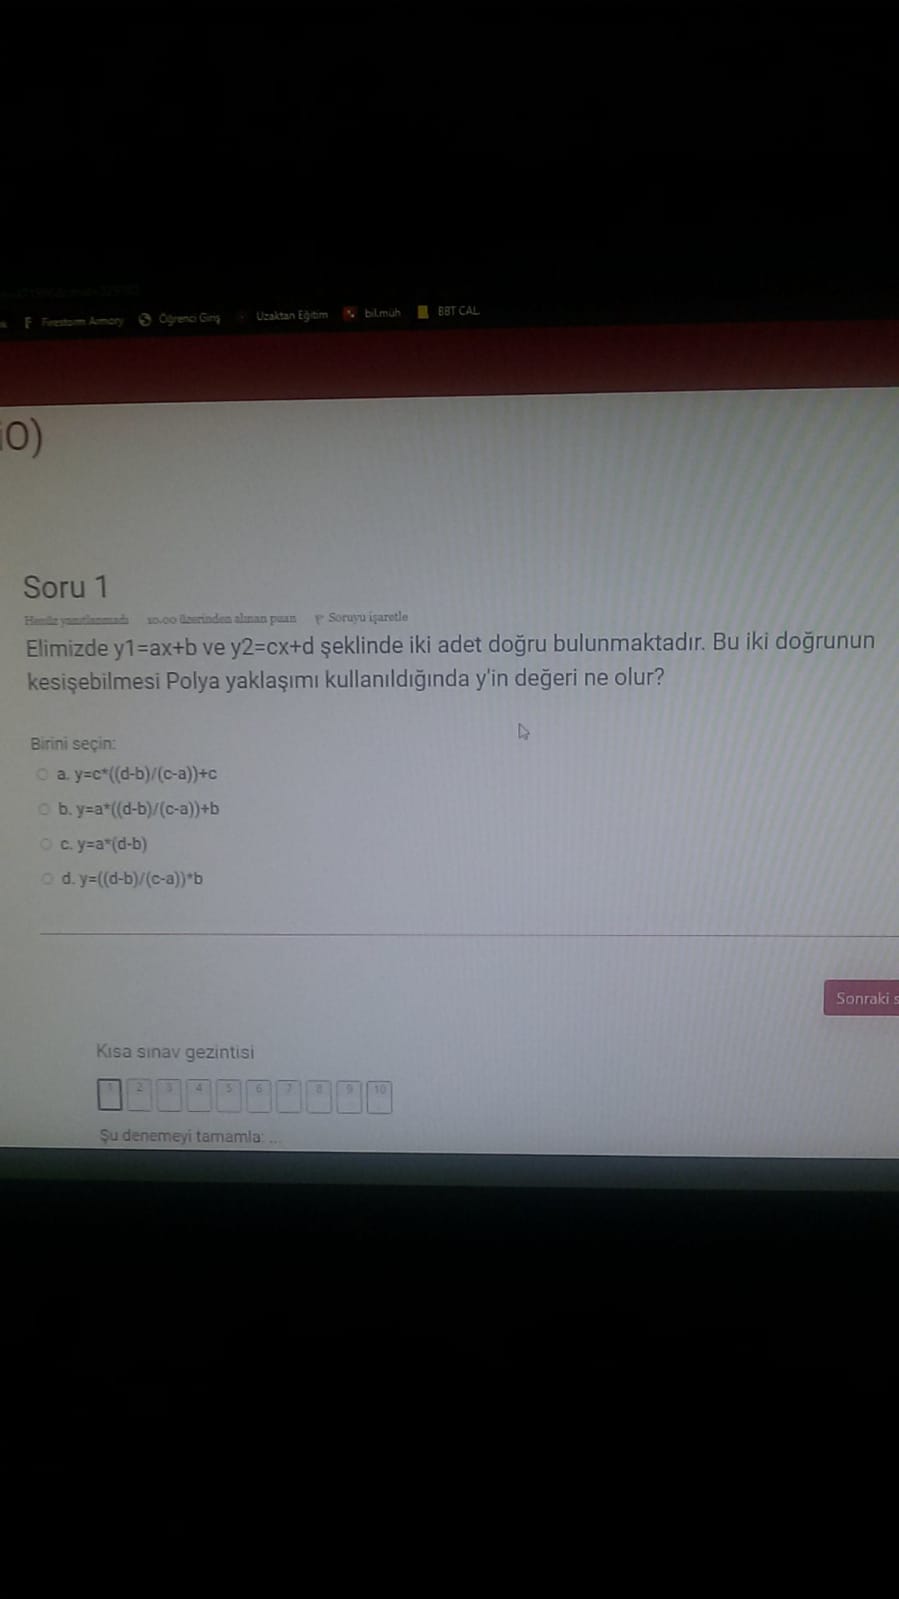 Firestorm Armory Öğrenci Giriş Uzaktan Eğitim bil.müh BBT CAL
Soru 1
Henüz yanıtlanmadı 10,00 üzerinden alınan puan Soruyu işaretle
Elimizde y1=ax+b ve y2=cx+d şeklinde iki adet doğru bulunmaktadır. Bu iki doğrunun
kesişebilmesi Polya yaklaşımı kullanıldığında y'in değeri ne olur?
Birini seçin:
a. y=c*((d-b)/(c-a))+c
b. y=a*((d-b)/(c-a))+b
c. y=a*(d-b)
d. y=((d-b)/(c-a))*b
Sonraki s
Kısa sınav gezintisi
1 2 3 4 5 6 7 8 9 10
Şu denemeyi tamamla: ...